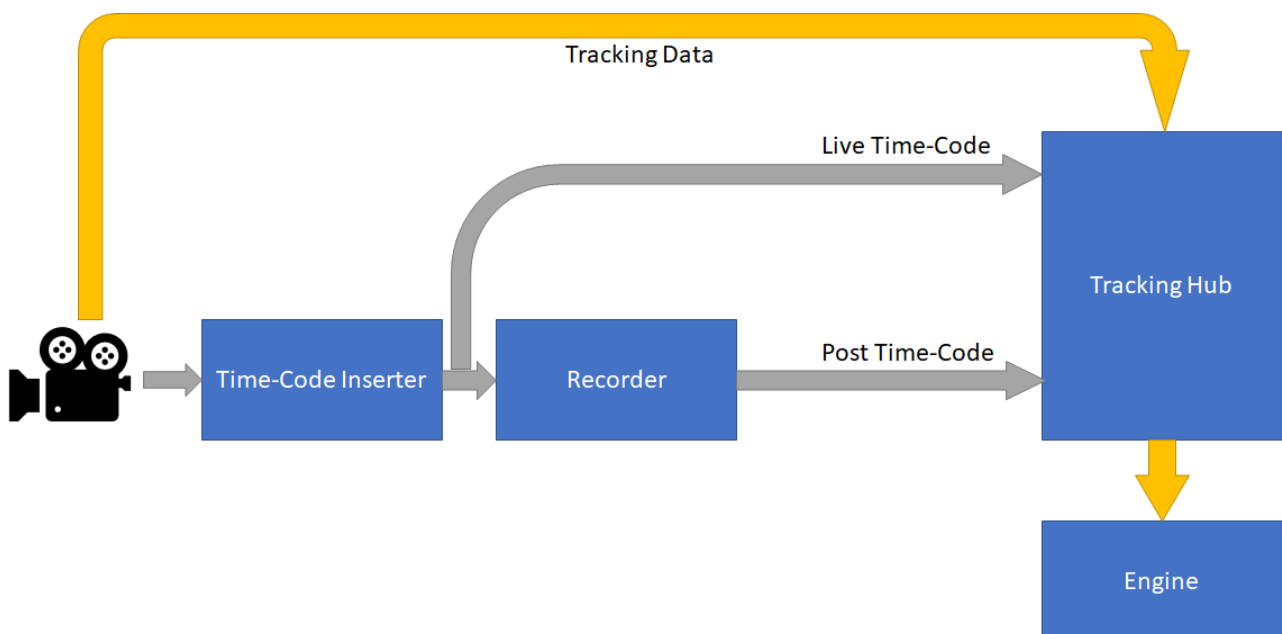 Tracking Data
Live Time-Code
Tracking Hub
Time-Code Inserter
Recorder
Post Time-Code
Engine